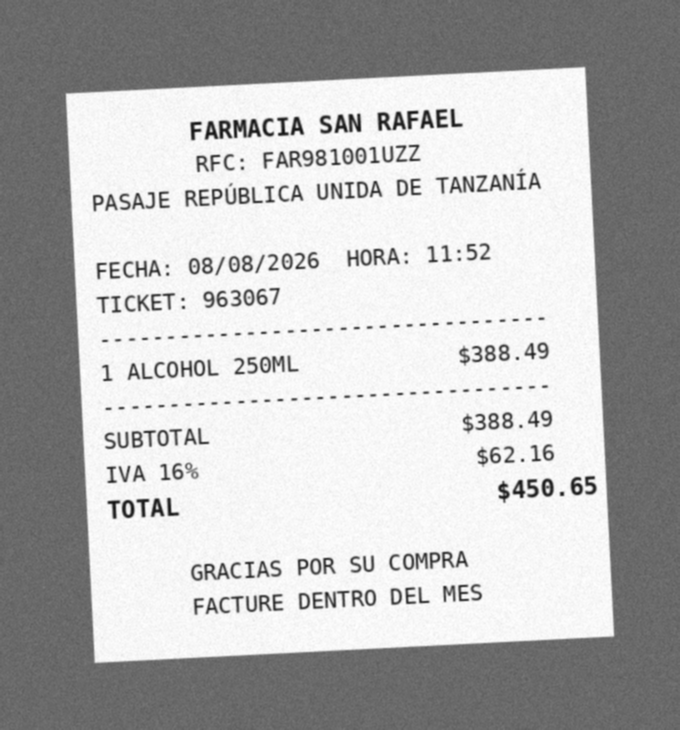 FARMACIA SAN RAFAEL
RFC: FAR981001UZZ
PASAJE REPÚBLICA UNIDA DE TANZANÍA
FECHA: 08/08/2026 HORA: 11:52
TICKET: 963067
----------------------------------
1 ALCOHOL 250ML $388.49
----------------------------------
SUBTOTAL $388.49
IVA 16% $62.16
TOTAL $450.65
GRACIAS POR SU COMPRA
FACTURE DENTRO DEL MES